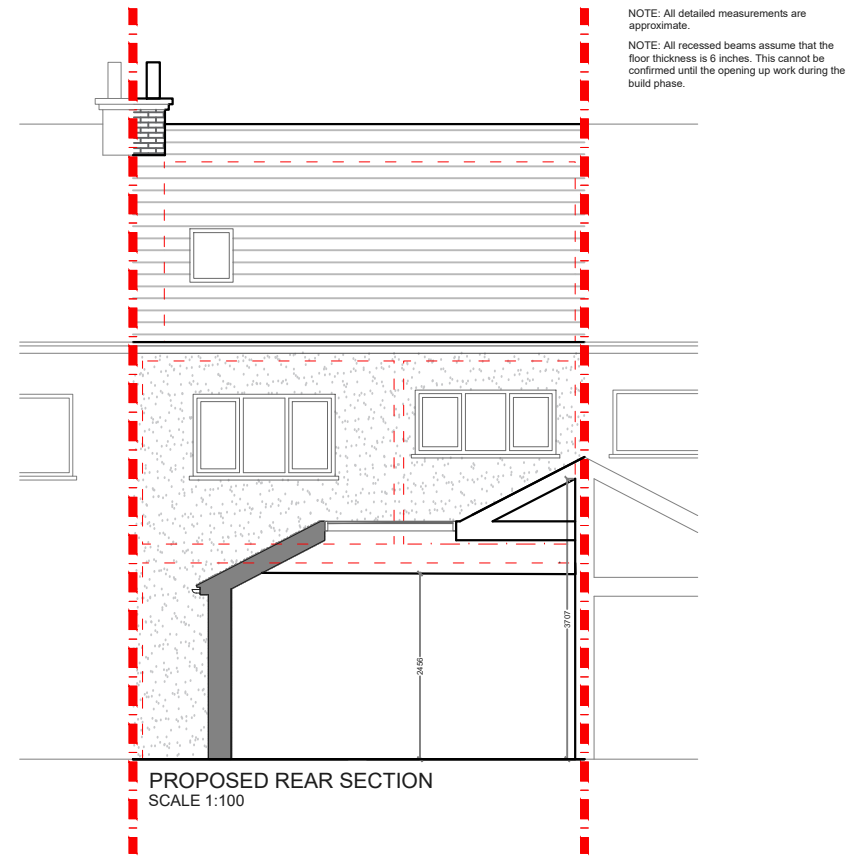 NOTE: All detailed measurements are
approximate.
NOTE: All recessed beams assume that the
floor thickness is 6 inches. This cannot be
confirmed until the opening up work during the
build phase.
3707
2456
PROPOSED REAR SECTION
SCALE 1:100